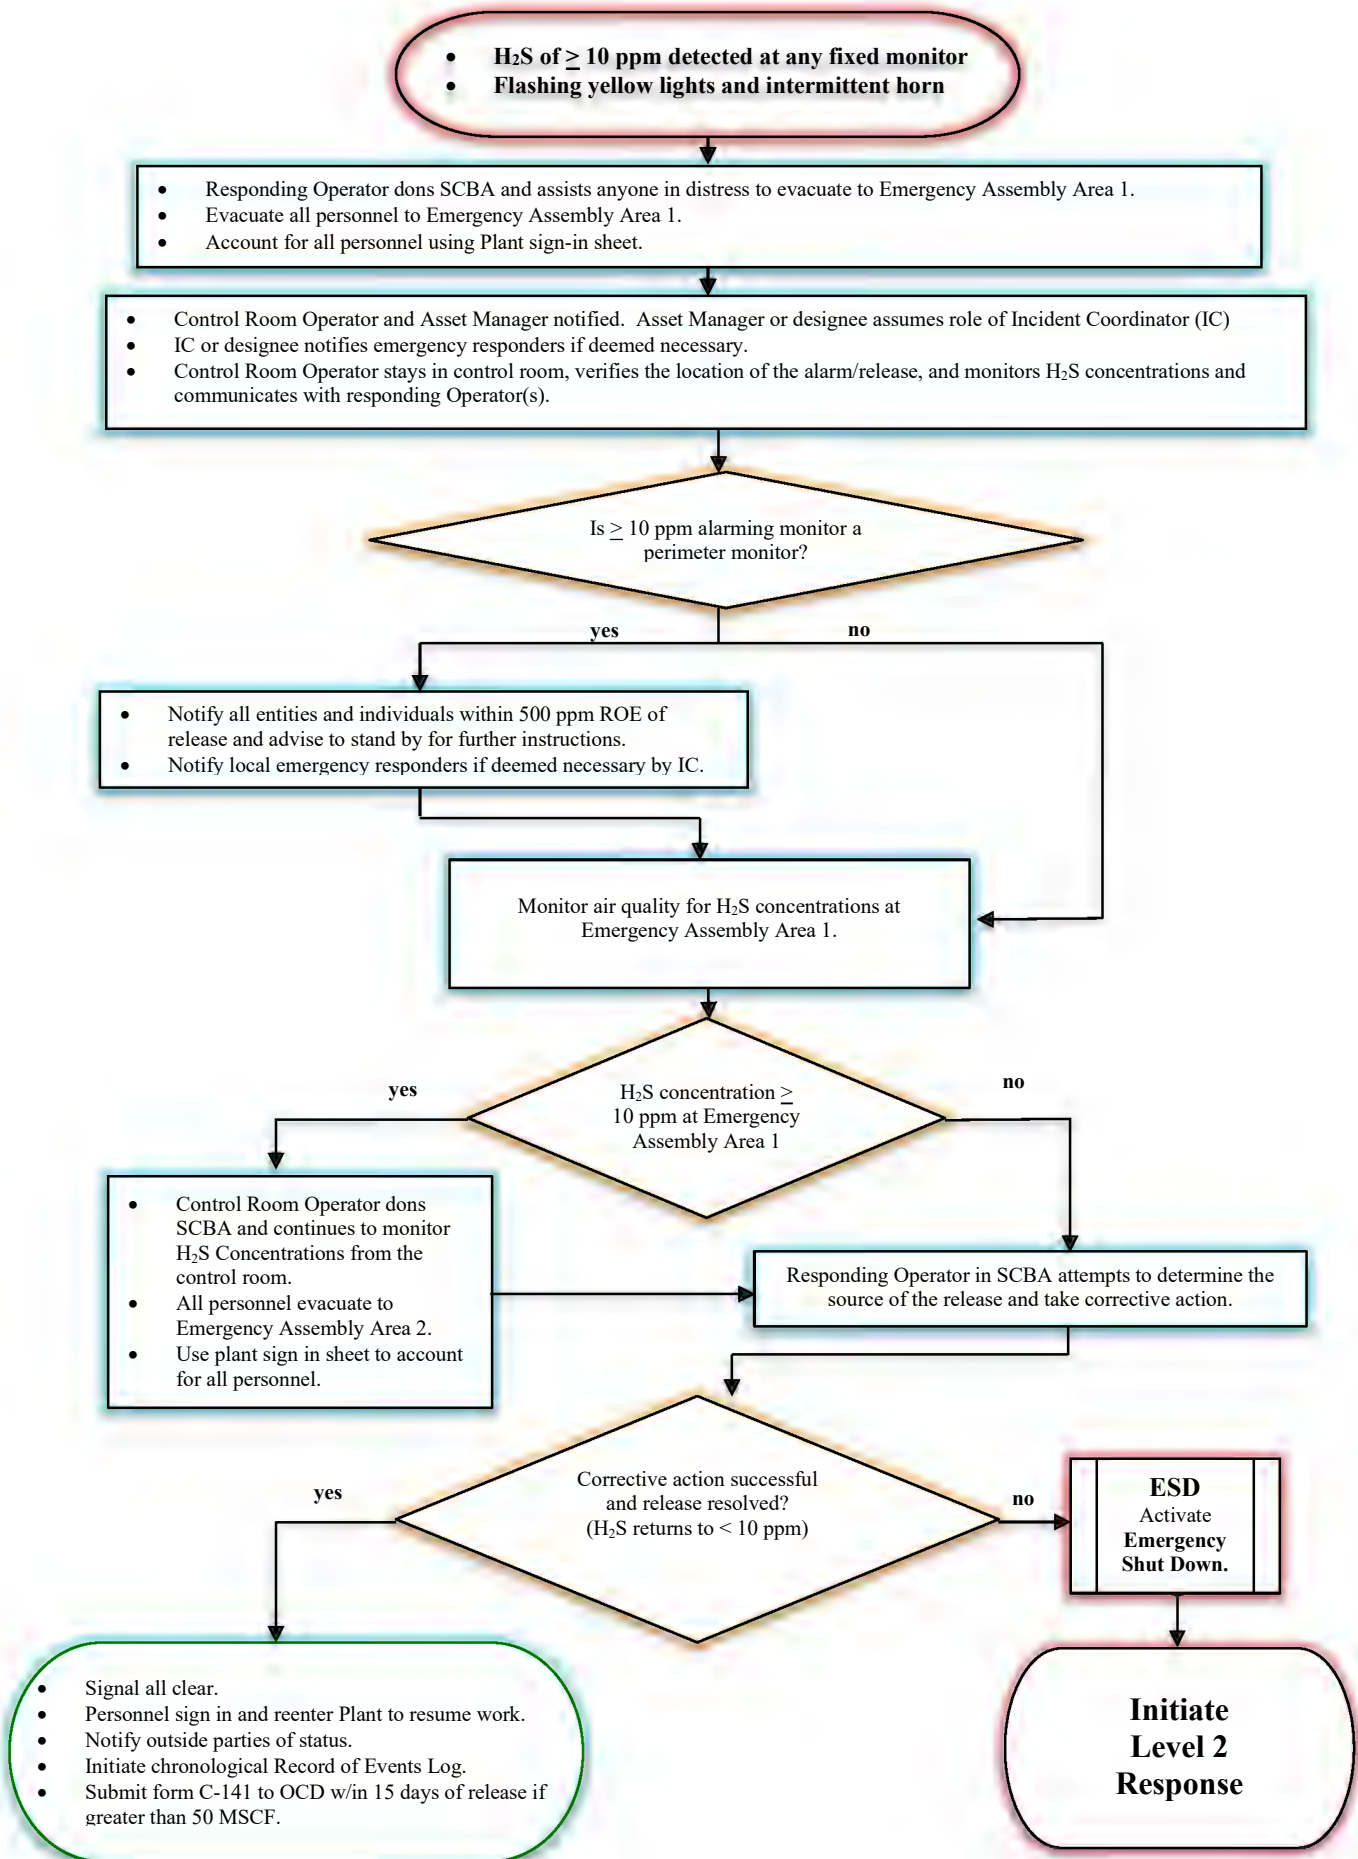 • H₂S of ≥ 10 ppm detected at any fixed monitor
• Flashing yellow lights and intermittent horn
• Responding Operator dons SCBA and assists anyone in distress to evacuate to Emergency Assembly Area 1.
• Evacuate all personnel to Emergency Assembly Area 1.
• Account for all personnel using Plant sign-in sheet.
• Control Room Operator and Asset Manager notified.  Asset Manager or designee assumes role of Incident Coordinator (IC)
• IC or designee notifies emergency responders if deemed necessary.
• Control Room Operator stays in control room, verifies the location of the alarm/release, and monitors H₂S concentrations and
communicates with responding Operator(s).
Is ≥ 10 ppm alarming monitor a
perimeter monitor?
yes
no
• Notify all entities and individuals within 500 ppm ROE of
release and advise to stand by for further instructions.
• Notify local emergency responders if deemed necessary by IC.
Monitor air quality for H₂S concentrations at
Emergency Assembly Area 1.
yes
no
H₂S concentration ≥
10 ppm at Emergency
Assembly Area 1
• Control Room Operator dons
SCBA and continues to monitor
H₂S Concentrations from the
control room.
• All personnel evacuate to
Emergency Assembly Area 2.
• Use plant sign in sheet to account
for all personnel.
Responding Operator in SCBA attempts to determine the
source of the release and take corrective action.
yes
Corrective action successful
and release resolved?
(H₂S returns to < 10 ppm)
no
ESD
Activate
Emergency
Shut Down.
• Signal all clear.
• Personnel sign in and reenter Plant to resume work.
• Notify outside parties of status.
• Initiate chronological Record of Events Log.
• Submit form C-141 to OCD w/in 15 days of release if
greater than 50 MSCF.
Initiate
Level 2
Response